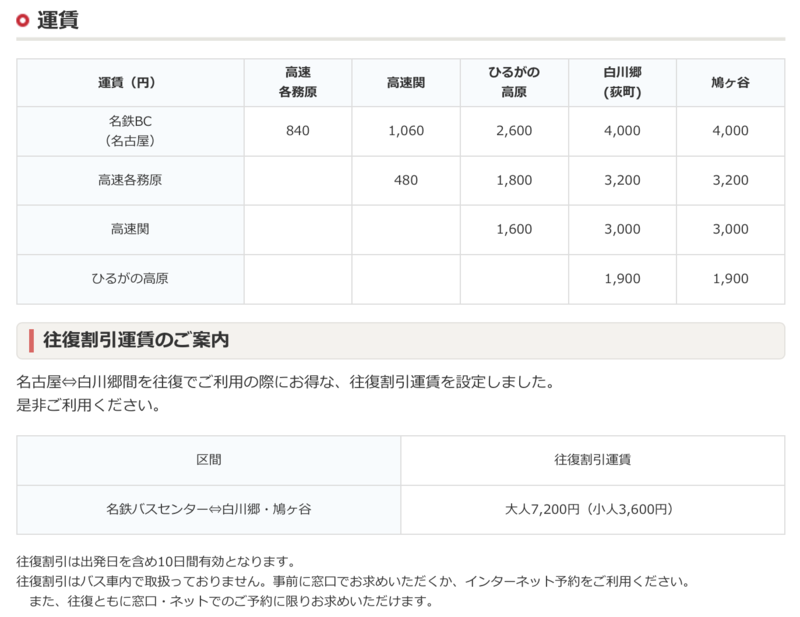 運賃
運賃（円） 高速各務原 高速関 ひるがの高原 白川郷(荻町) 鳩ヶ谷
名鉄BC（名古屋） 840 1,060 2,600 4,000 4,000
高速各務原 480 1,800 3,200 3,200
高速関 1,600 3,000 3,000
ひるがの高原 1,900 1,900
往復割引運賃のご案内
名古屋⇔白川郷間を往復でご利用の際にお得な、往復割引運賃を設定しました。
是非ご利用ください。
区間 往復割引運賃
名鉄バスセンター⇔白川郷・鳩ヶ谷 大人7,200円（小人3,600円）
往復割引は出発日を含め10日間有効となります。
往復割引はバス車内で取扱っておりません。事前に窓口でお求めいただくか、インターネット予約をご利用ください。
また、往復ともに窓口・ネットでのご予約に限りお求めいただけます。